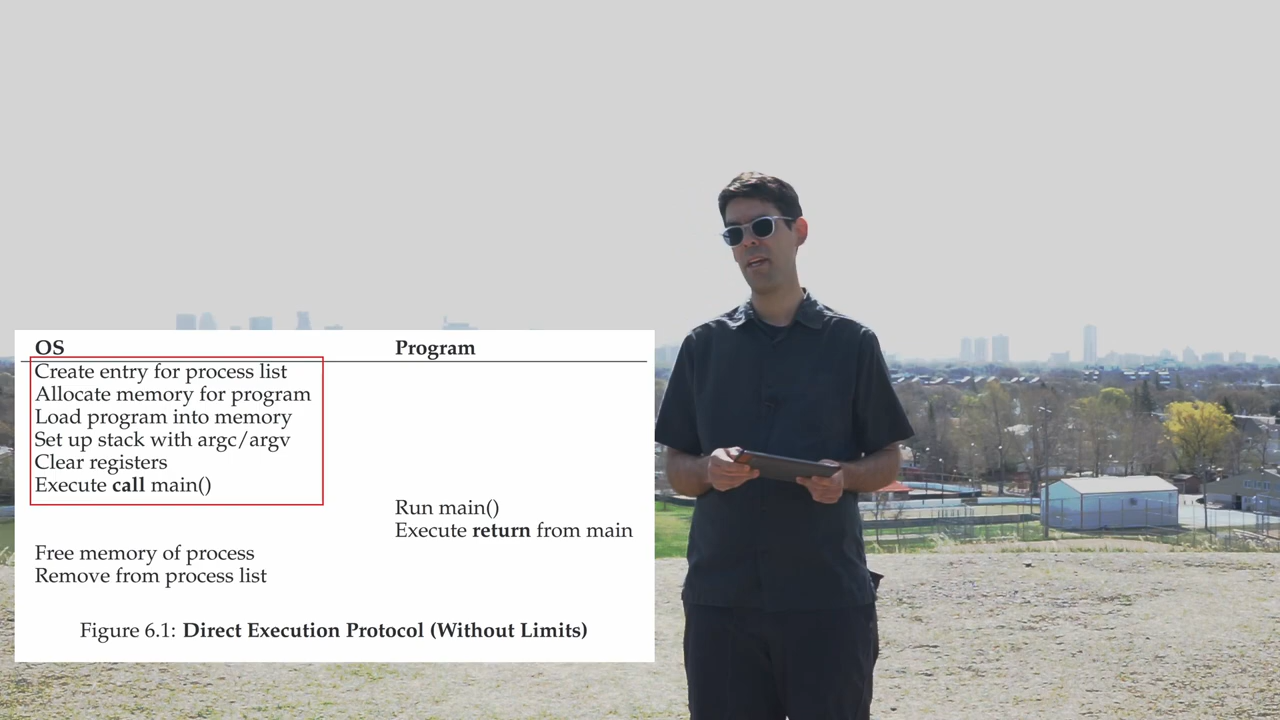 OS Program
Create entry for process list
Allocate memory for program
Load program into memory
Set up stack with argc/argv
Clear registers
Execute call main()
Run main()
Execute return from main
Free memory of process
Remove from process list
Figure 6.1: Direct Execution Protocol (Without Limits)